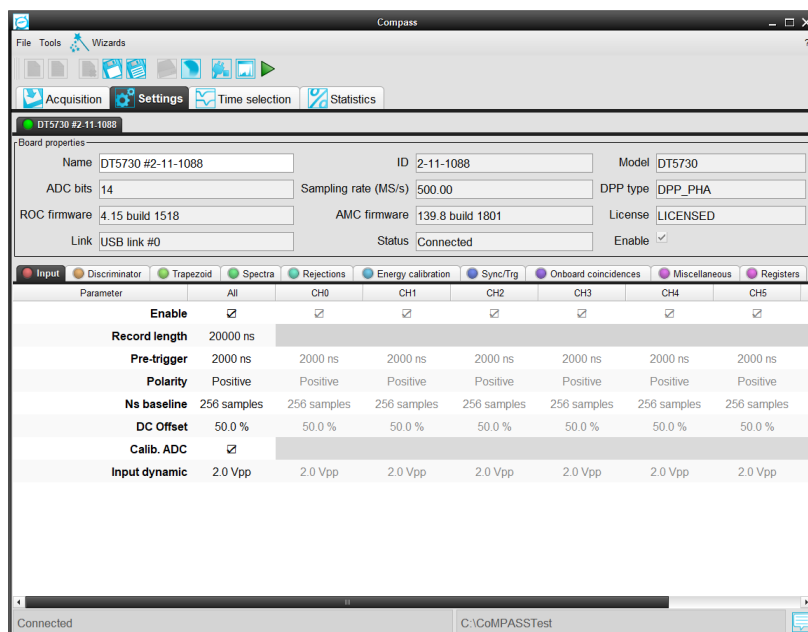 Compass
File Tools Wizards ?
Acquisition Settings Time selection Statistics
DT5730 #2-11-1088
Board properties
Name DT5730 #2-11-1088 ID 2-11-1088 Model DT5730
ADC bits 14 Sampling rate (MS/s) 500.00 DPP type DPP_PHA
ROC firmware 4.15 build 1518 AMC firmware 139.8 build 1801 License LICENSED
Link USB link #0 Status Connected Enable
Input Discriminator Trapezoid Spectra Rejections Energy calibration Sync/Trg Onboard coincidences Miscellaneous Registers
Parameter All CH0 CH1 CH2 CH3 CH4 CH5
Enable
Record length 20000 ns
Pre-trigger 2000 ns 2000 ns 2000 ns 2000 ns 2000 ns 2000 ns 2000 ns
Polarity Positive Positive Positive Positive Positive Positive Positive
Ns baseline 256 samples 256 samples 256 samples 256 samples 256 samples 256 samples 256 samples
DC Offset 50.0 % 50.0 % 50.0 % 50.0 % 50.0 % 50.0 % 50.0 %
Calib. ADC
Input dynamic 2.0 Vpp 2.0 Vpp 2.0 Vpp 2.0 Vpp 2.0 Vpp 2.0 Vpp 2.0 Vpp
Connected C:\CoMPASSTest